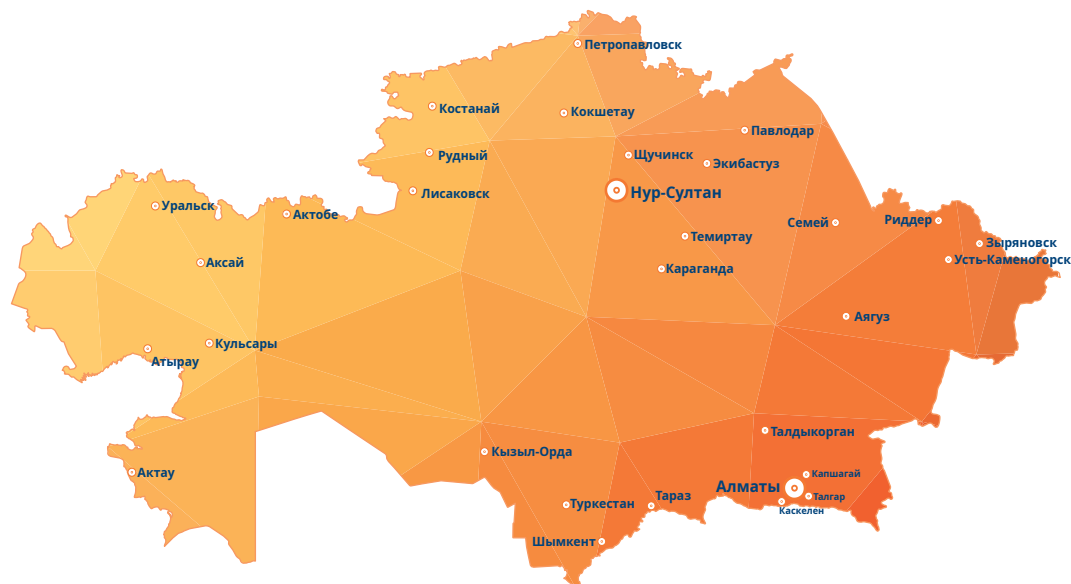 Петропавловск
Костанай
Кокшетау
Павлодар
Рудный
Щучинск
Экибастуз
Лисаковск
Нур-Султан
Уральск
Актобе
Семей
Риддер
Темиртау
Зыряновск
Усть-Каменогорск
Аксай
Караганда
Аягуз
Кульсары
Атырау
Талдыкорган
Кызыл-Орда
Актау
Капшагай
Алматы
Талгар
Тараз
Туркестан
Каскелен
Шымкент